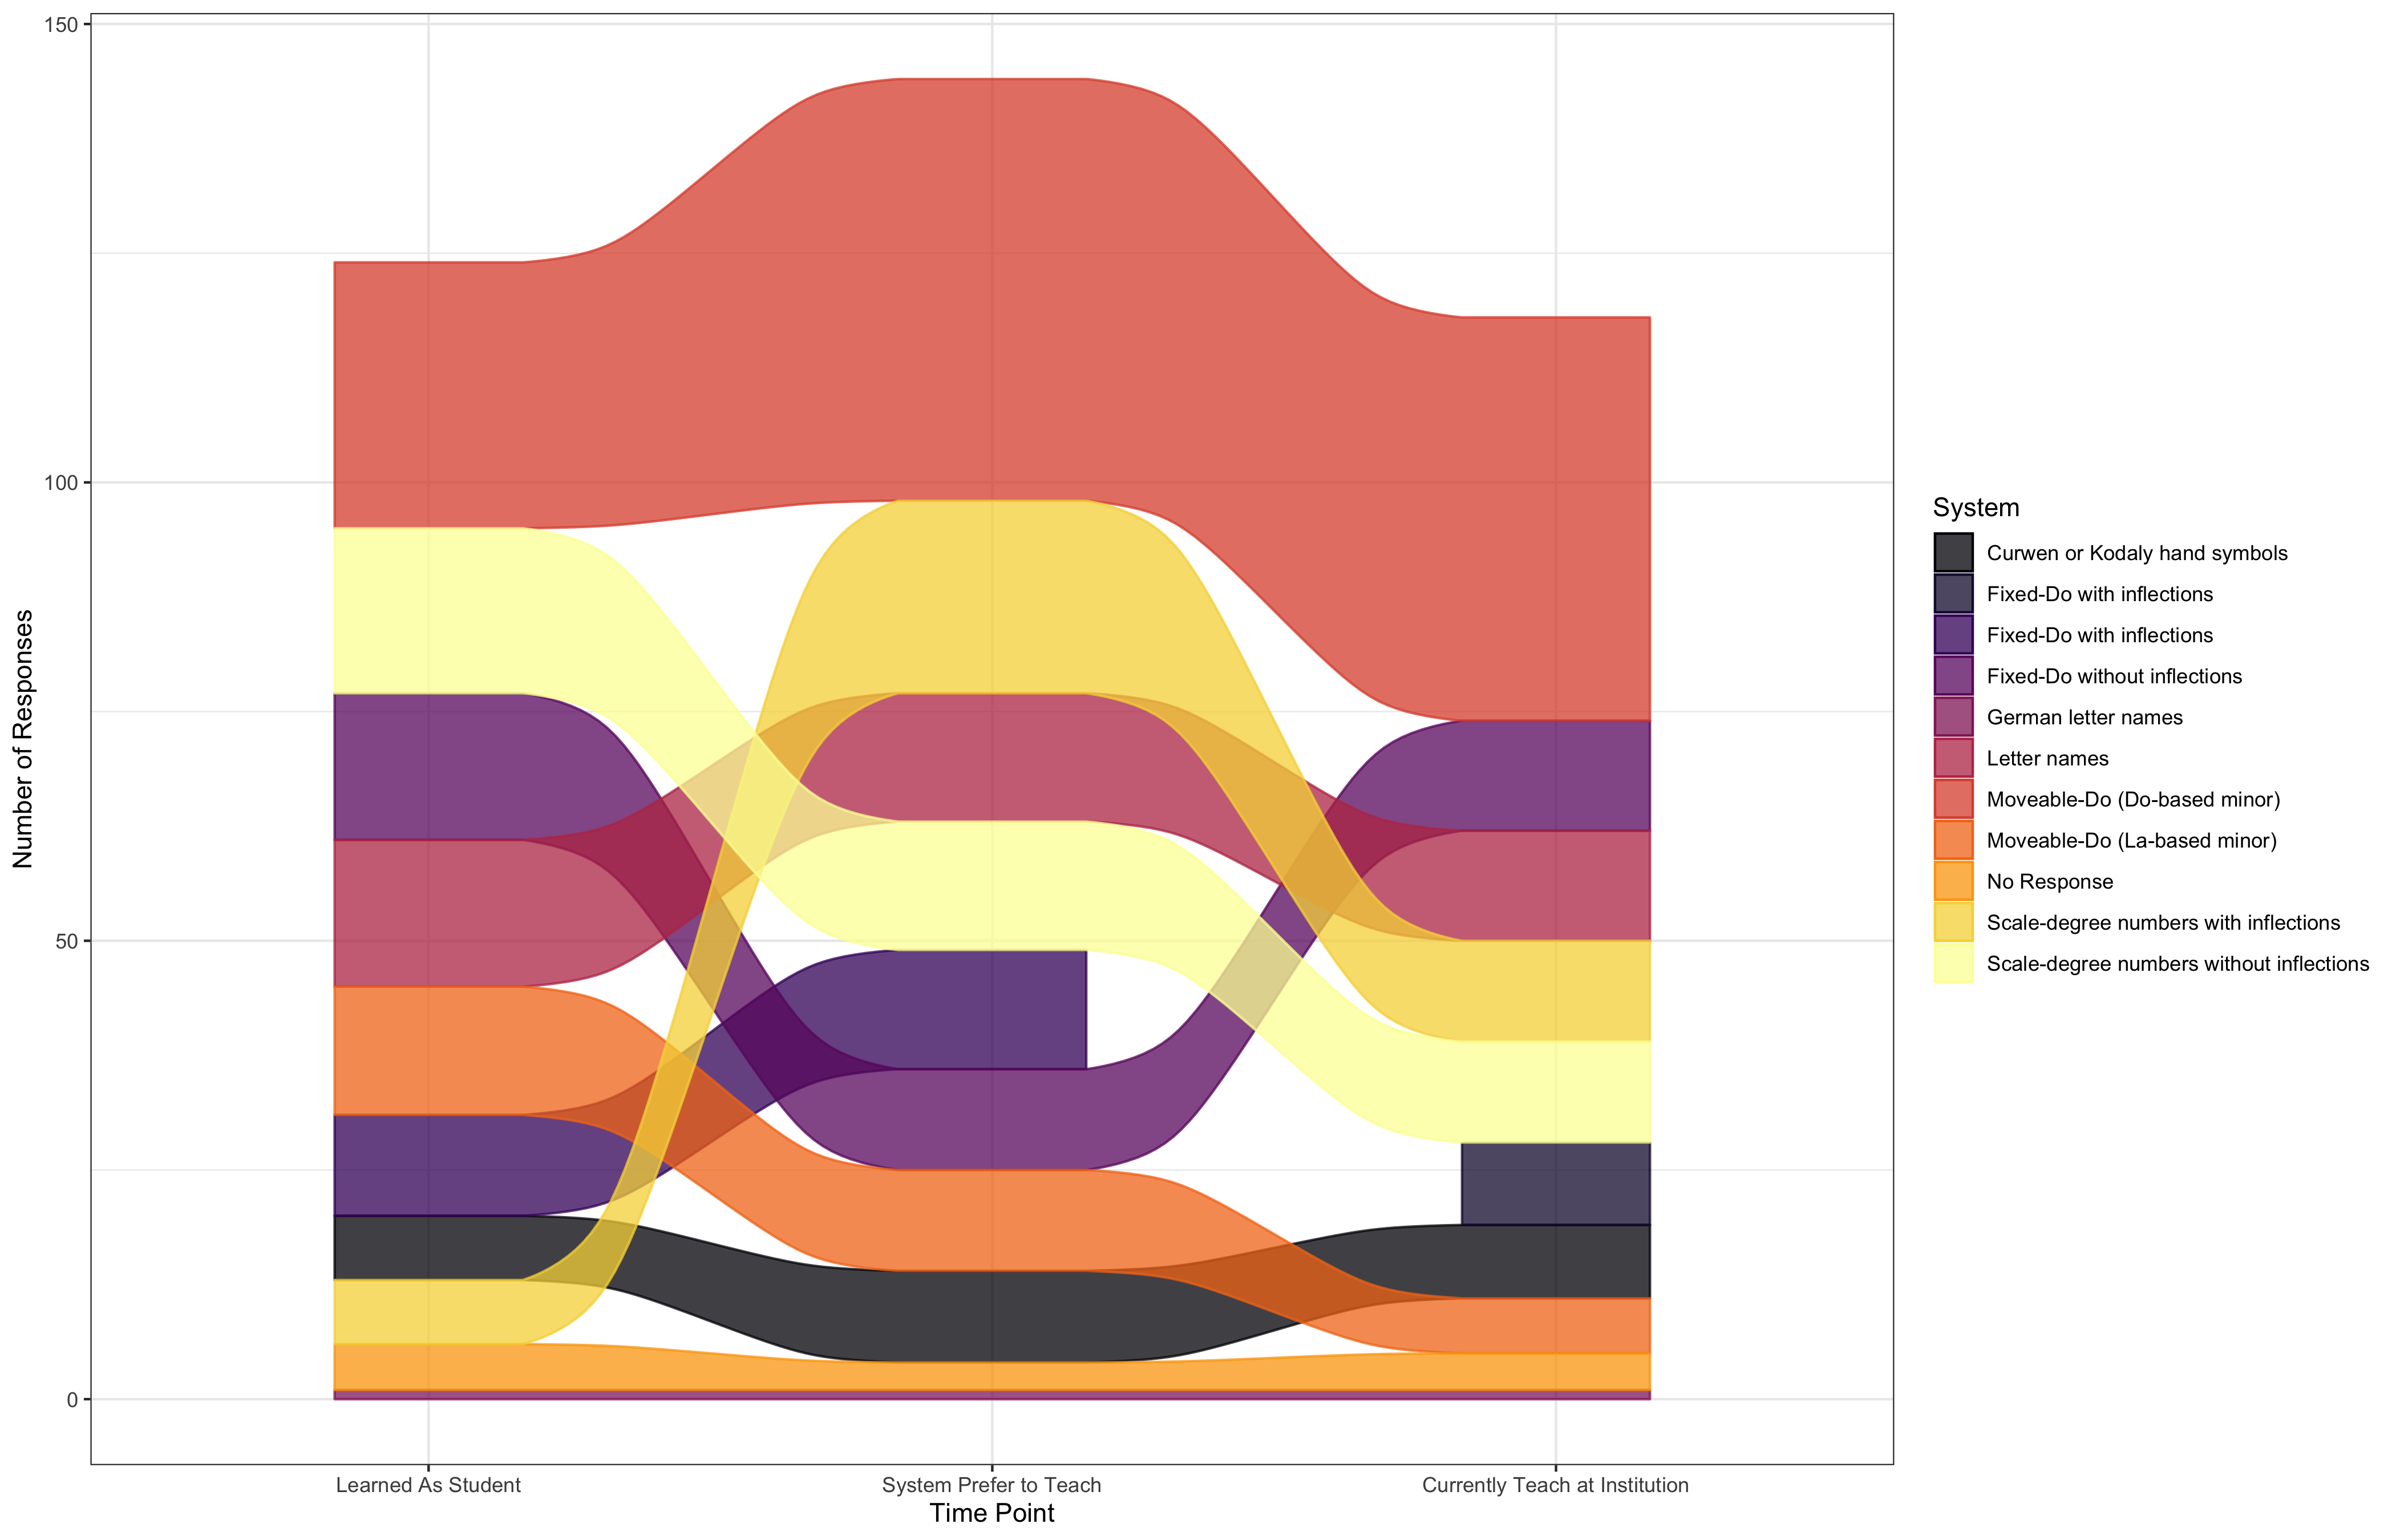 150
100
50
0
Number of Responses
Learned As Student
System Prefer to Teach
Currently Teach at Institution
Time Point
System
Curwen or Kodaly hand symbols
Fixed-Do with inflections
Fixed-Do with inflections
Fixed-Do without inflections
German letter names
Letter names
Moveable-Do (Do-based minor)
Moveable-Do (La-based minor)
No Response
Scale-degree numbers with inflections
Scale-degree numbers without inflections